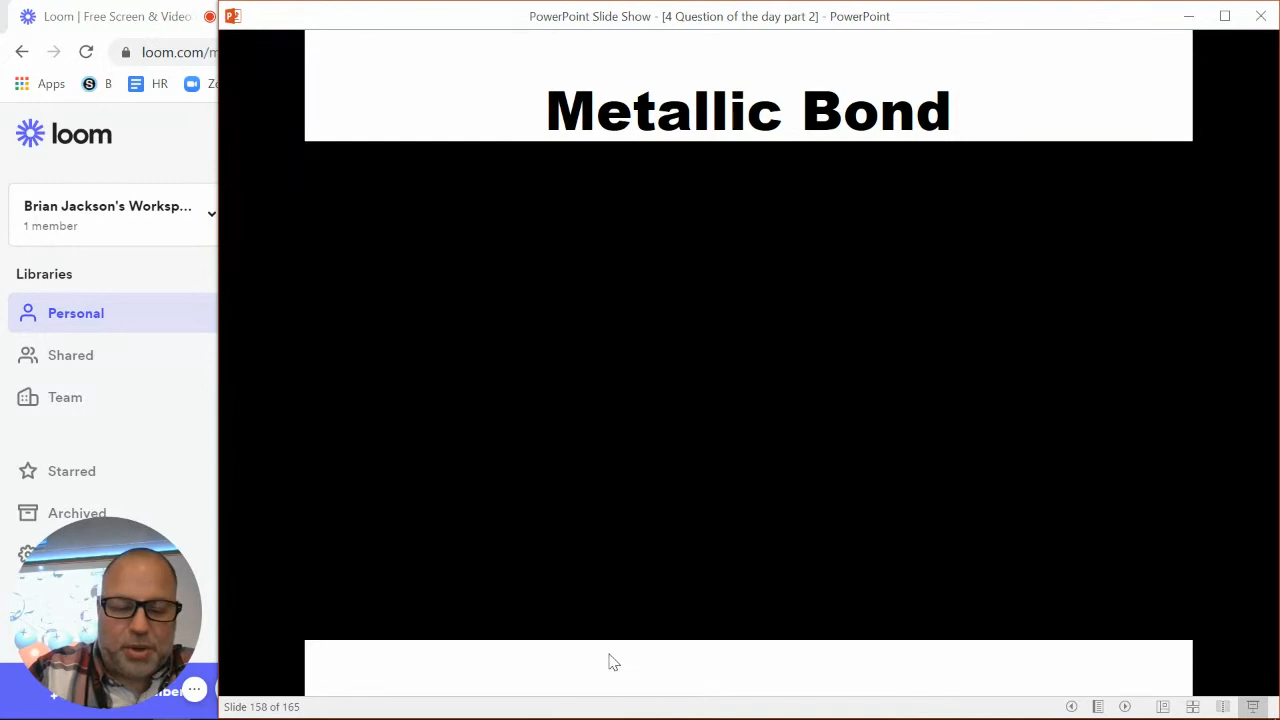 Loom | Free Screen & Video
PowerPoint Slide Show - [4 Question of the day part 2] - PowerPoint
loom.com/m
Apps
B
HR
Zo
loom
Brian Jackson's Worksp...
1 member
Libraries
Personal
Shared
Team
Starred
Archived
Metallic Bond
Slide 158 of 165